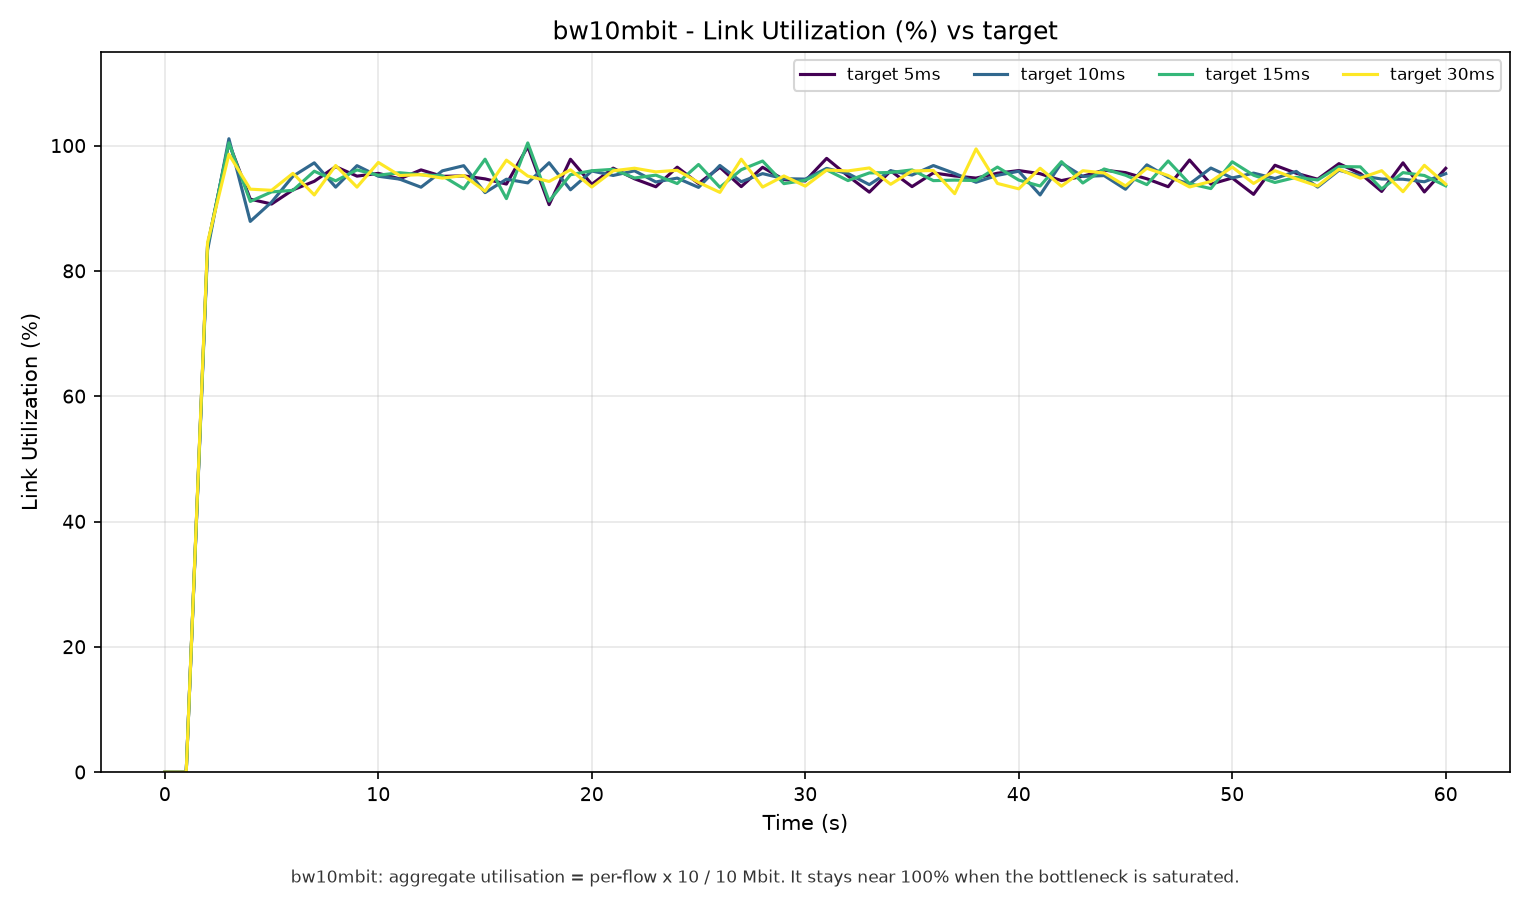 bw10mbit - Link Utilization (%) vs target
target 5ms
target 10ms
target 15ms
target 30ms
Link Utilization (%)
100
80
60
40
20
0
0
10
20
30
40
50
60
Time (s)
bw10mbit: aggregate utilisation = per-flow x 10 / 10 Mbit. It stays near 100% when the bottleneck is saturated.